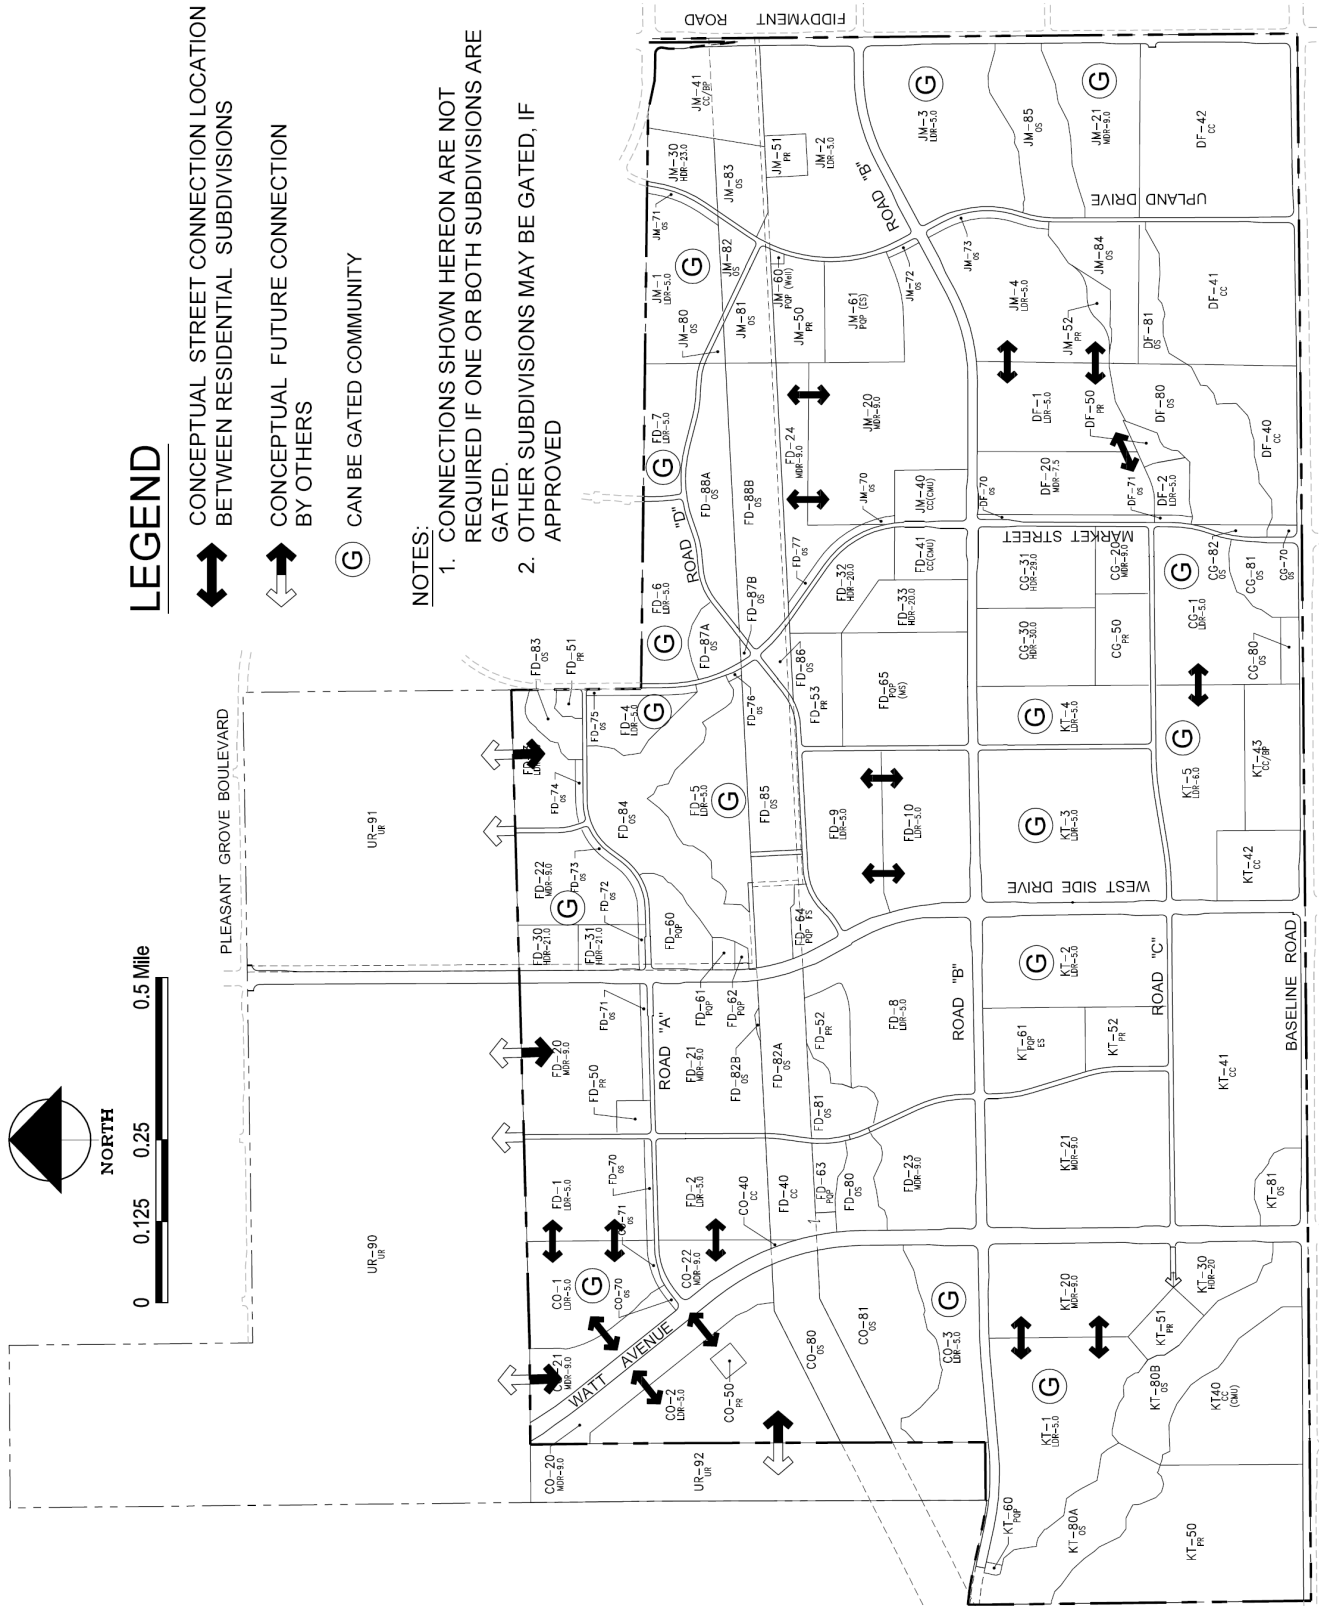 LEGEND
CONCEPTUAL STREET CONNECTION LOCATION
BETWEEN RESIDENTIAL SUBDIVISIONS
CONCEPTUAL FUTURE CONNECTION
BY OTHERS
G CAN BE GATED COMMUNITY
NOTES:
1. CONNECTIONS SHOWN HEREON ARE NOT
REQUIRED IF ONE OR BOTH SUBDIVISIONS ARE
GATED.
2. OTHER SUBDIVISIONS MAY BE GATED, IF
APPROVED
NORTH
0 0.125 0.25 0.5 Mile
PLEASANT GROVE BOULEVARD
FIDDYMENT ROAD
WATT AVENUE
ROAD "A"
ROAD "B"
ROAD "B"
ROAD "C"
ROAD "D"
WEST SIDE DRIVE
MARKET STREET
UPLAND DRIVE
BASELINE ROAD
UR-90
UR
UR-91
UR
UR-92
UR
CO-20
MDR-9.0
MDR-9.0
G
CO-1
LDR-5.0
CO-70
OS
OS
CO-22
MDR-9.0
CO-2
LDR-5.0
CO-50
PR
CO-40
CC
CO-80
OS
CO-81
OS
G
CO-3
LDR-5.0
FD-1
LDR-5.0
FD-70
OS
FD-2
LDR-5.0
FD-40
CC
FD-63
PQP
FD-80
OS
FD-23
MDR-9.0
FD-20
MDR-9.0
FD-50
PR
FD-71
OS
FD-21
MDR-9.0
FD-61
PQP
FD-62
PQP
FD-82B
OS
FD-82A
OS
FD-52
PR
FD-81
OS
FD-8
LDR-5.0
FD-30
HDR-21.0
FD-31
HDR-21.0
FD-22
MDR-9.0
G
FD-72
OS
FD-73
OS
FD-60
PQP
FD-64
PQP FS
FD-74
OS
FD-83
OS
FD-51
PR
FD-75
OS
FD-4
LDR-5.0
G
FD-84
OS
FD-5
LDR-5.0
G
FD-85
OS
FD-76
OS
FD-9
LDR-5.0
FD-10
LDR-5.0
FD-6
LDR-5.0
G
FD-87A
OS
FD-87B
OS
FD-86
OS
FD-53
PR
FD-65
PQP
(MS)
FD-7
LDR-5.0
G
FD-88A
OS
FD-88B
OS
FD-24
MDR-9.0
FD-77
OS
FD-32
HDR-20.0
FD-33
HDR-20.0
FD-41
CC(CMU)
JM-1
LDR-5.0
G
JM-71
OS
JM-30
HDR-23.0
JM-41
CC/BP
JM-80
OS
JM-81
OS
JM-82
OS
JM-83
OS
JM-51
PR
JM-2
LDR-5.0
JM-60
PQP (Well)
JM-50
PR
JM-61
PQP (ES)
JM-72
OS
JM-73
OS
JM-20
MDR-9.0
JM-70
OS
JM-40
CC(CMU)
JM-3
LDR-5.0
G
JM-85
OS
JM-21
MDR-9.0
G
JM-4
LDR-5.0
JM-84
OS
JM-52
PR
DF-42
CC
DF-41
CC
DF-81
OS
DF-80
OS
DF-40
CC
DF-1
LDR-5.0
DF-50
PR
DF-20
MDR-7.5
DF-70
OS
DF-71
OS
DF-2
LDR-5.0
CG-31
HDR-29.0
CG-30
HDR-30.0
CG-20
MDR-9.0
CG-50
PR
G
CG-1
LDR-5.0
CG-82
OS
CG-81
OS
CG-70
OS
CG-80
OS
G
KT-4
LDR-5.0
G
KT-3
LDR-5.0
G
KT-5
LDR-6.0
KT-43
CC/BP
KT-42
CC
G
KT-2
LDR-5.0
KT-61
PQP
ES
KT-52
PR
KT-41
CC
KT-21
MDR-9.0
KT-81
OS
KT-20
MDR-9.0
KT-30
HDR-20
KT-51
PR
G
KT-1
LDR-5.0
KT-80B
OS
KT40
CC
(CMU)
KT-60
PQP
KT-80A
OS
KT-50
PR